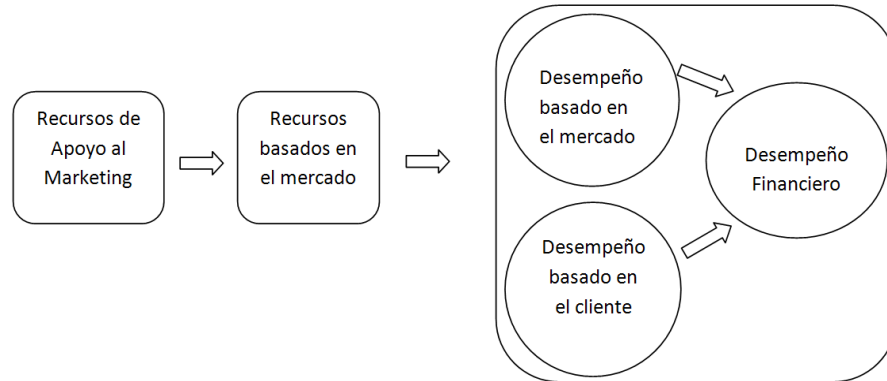 Recursos de
Apoyo al
Marketing
Recursos
basados en
el mercado
Desempeño
basado en
el mercado
Desempeño
basado en
el cliente
Desempeño
Financiero